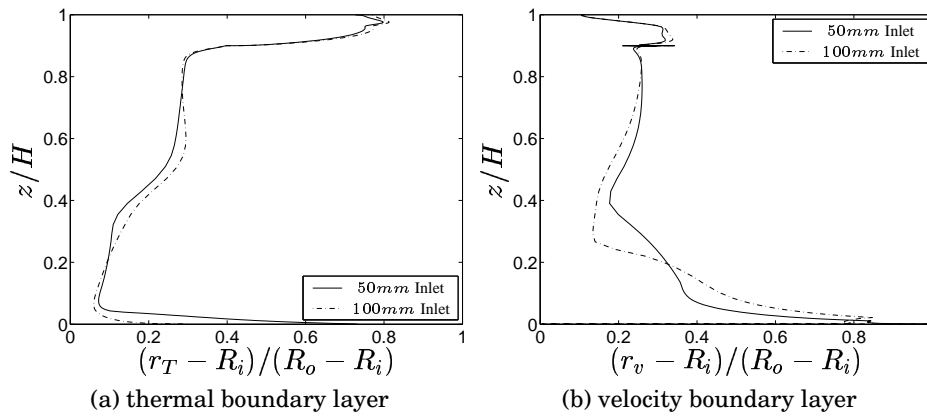 1
0.8
0.6
0.4
0.2
0
z/H
50mm Inlet
100mm Inlet
0 0.2 0.4 0.6 0.8 1
(r_T − R_i)/(R_o − R_i)
(a) thermal boundary layer
1
0.8
0.6
0.4
0.2
0
z/H
50mm Inlet
100mm Inlet
0 0.2 0.4 0.6 0.8
(r_v − R_i)/(R_o − R_i)
(b) velocity boundary layer